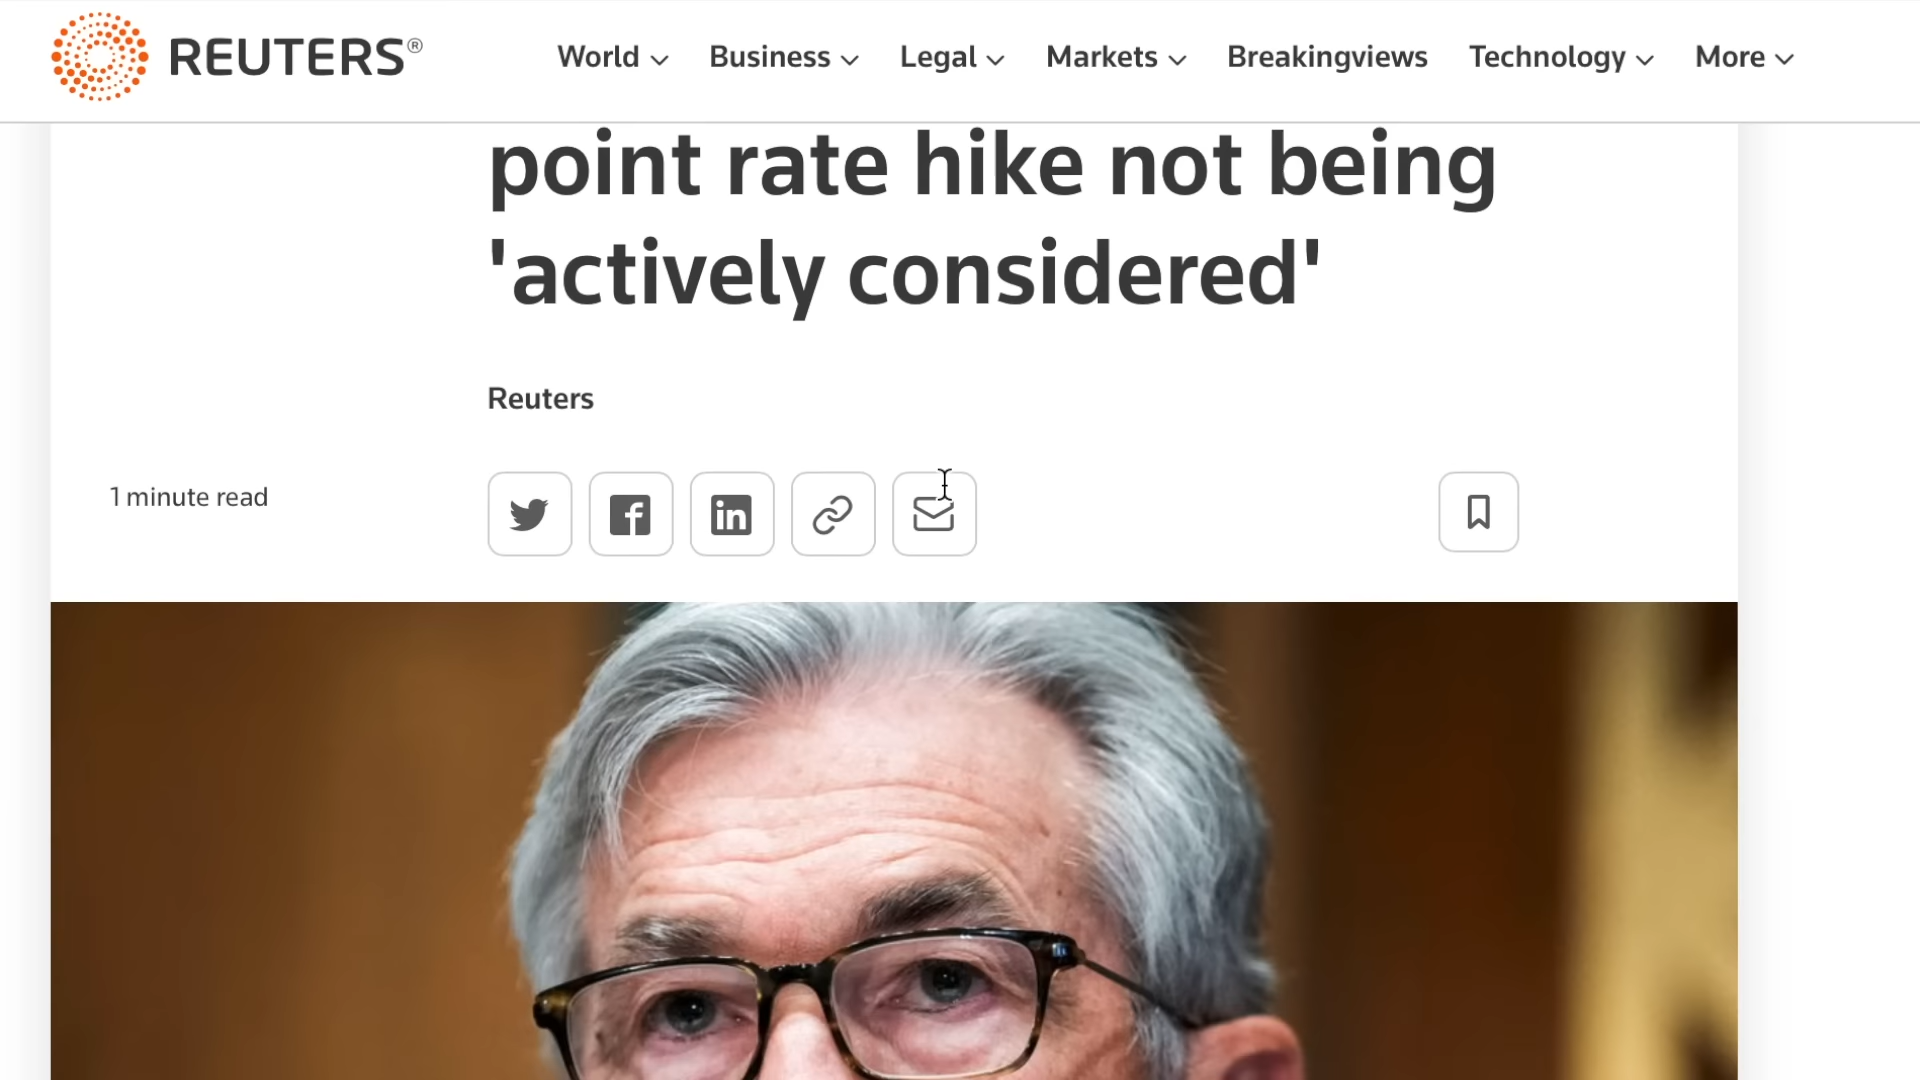 REUTERS®
World Business Legal Markets Breakingviews Technology More
point rate hike not being
'actively considered'
Reuters
1 minute read